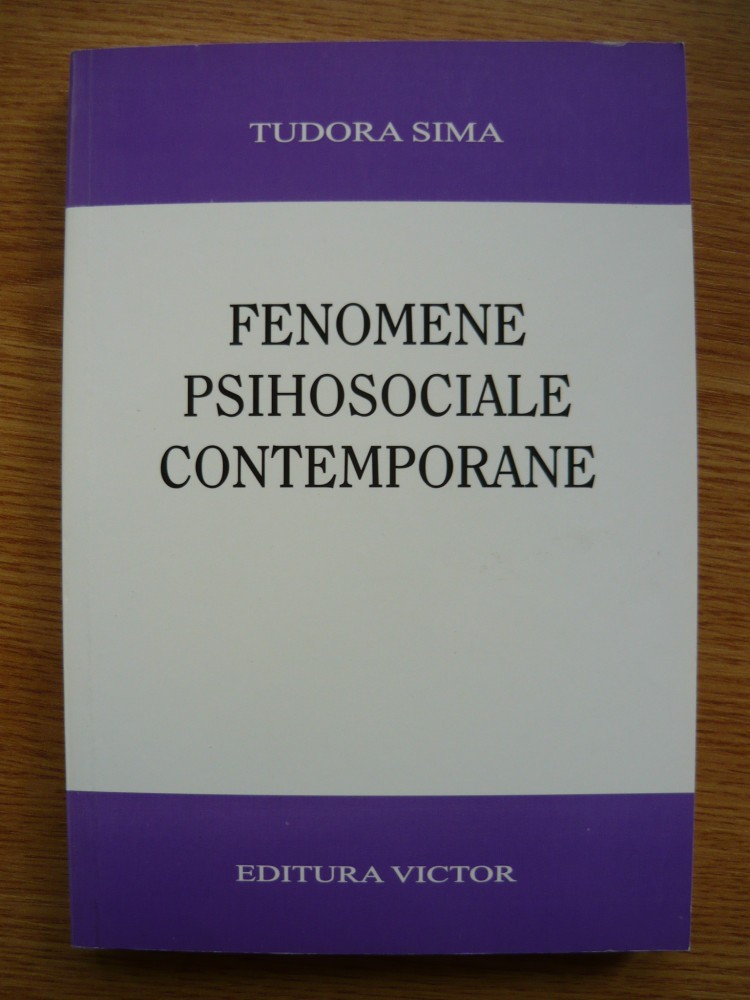 TUDORA SIMA
FENOMENE
PSIHOSOCIALE
CONTEMPORANE
EDITURA VICTOR